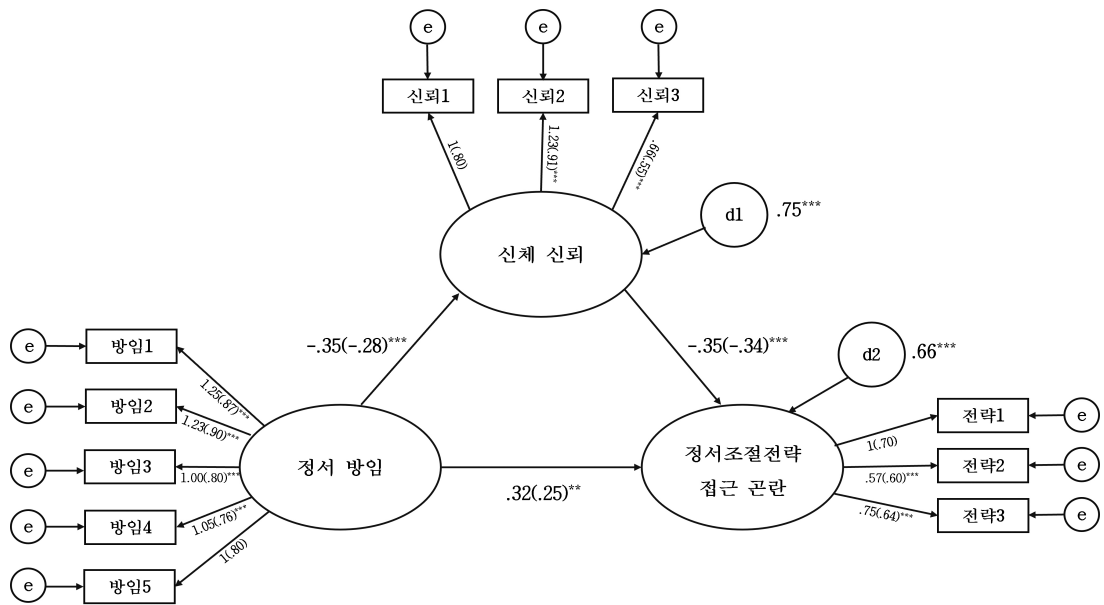 e e e
신뢰1 신뢰2 신뢰3
1(.80) 1.23(.91)*** .66(.55)***
d1 .75***
신체 신뢰
-.35(-.28)*** -.35(-.34)***
d2 .66***
e 방임1
1.25(.87)***
e 방임2
1.23(.90)***
e 방임3
1.00(.80)***
e 방임4
1.05(.76)***
e 방임5
1(.80)
정서 방임
.32(.25)**
정서조절전략
접근 곤란
전략1 e
1(.70)
전략2 e
.57(.60)***
전략3 e
.75(.64)***